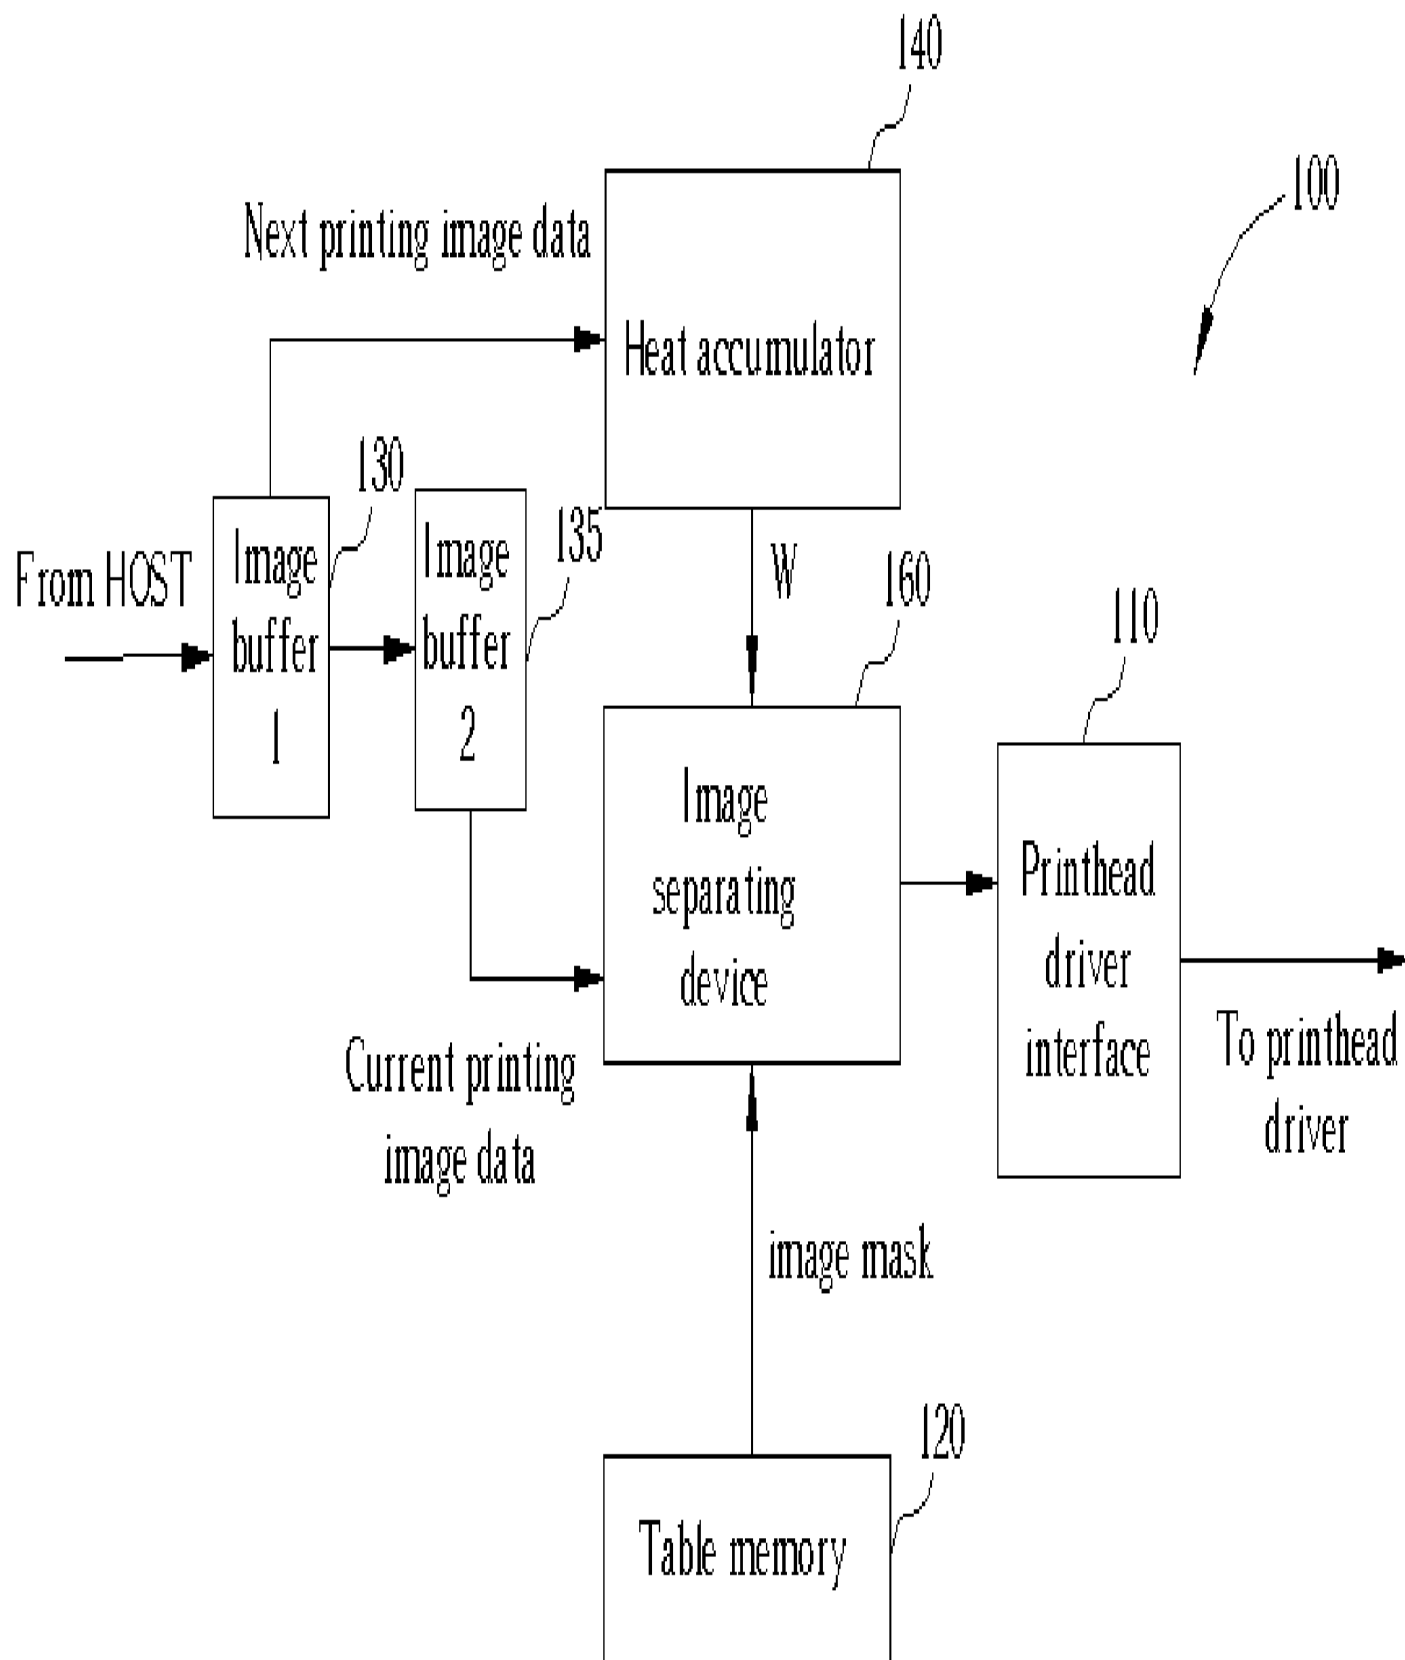 140
100
Next printing image data
Heat accumulator
130
135
From HOST
Image
buffer
1
Image
buffer
2
W
160
110
Image
separating
device
Printhead
driver
interface
Current printing
image data
To printhead
driver
image mask
120
Table memory